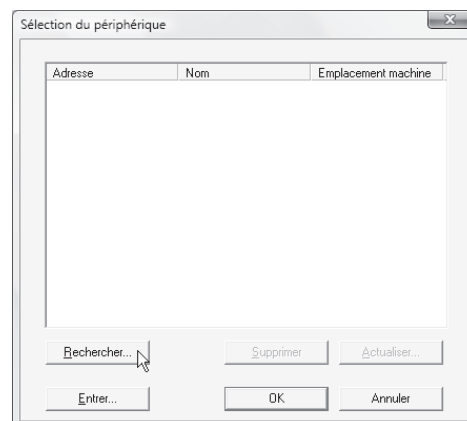 Sélection du périphérique
Adresse Nom Emplacement machine
Rechercher... Supprimer Actualiser...
Entrer... OK Annuler